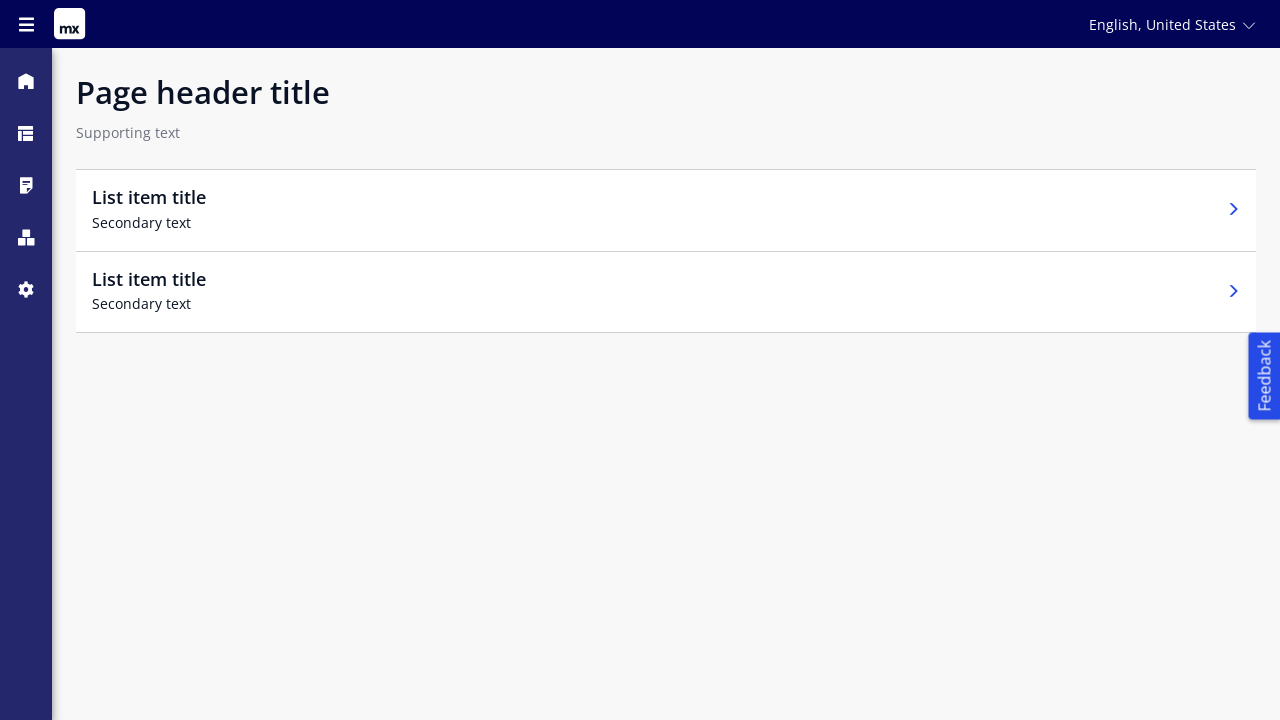 mx
English, United States
Page header title
Supporting text
List item title
Secondary text
List item title
Secondary text
Feedback